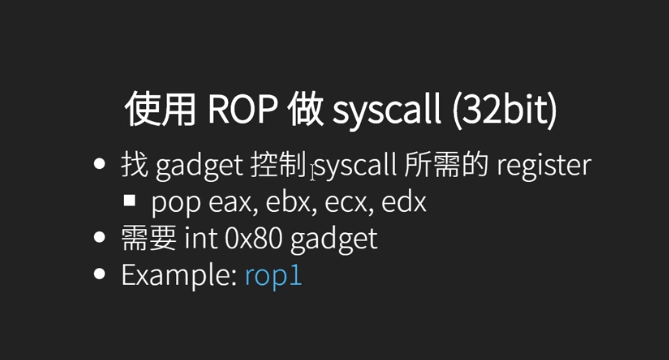 使用 ROP 做 syscall (32bit)
找 gadget 控制 syscall 所需的 register
pop eax, ebx, ecx, edx
需要 int 0x80 gadget
Example: rop1